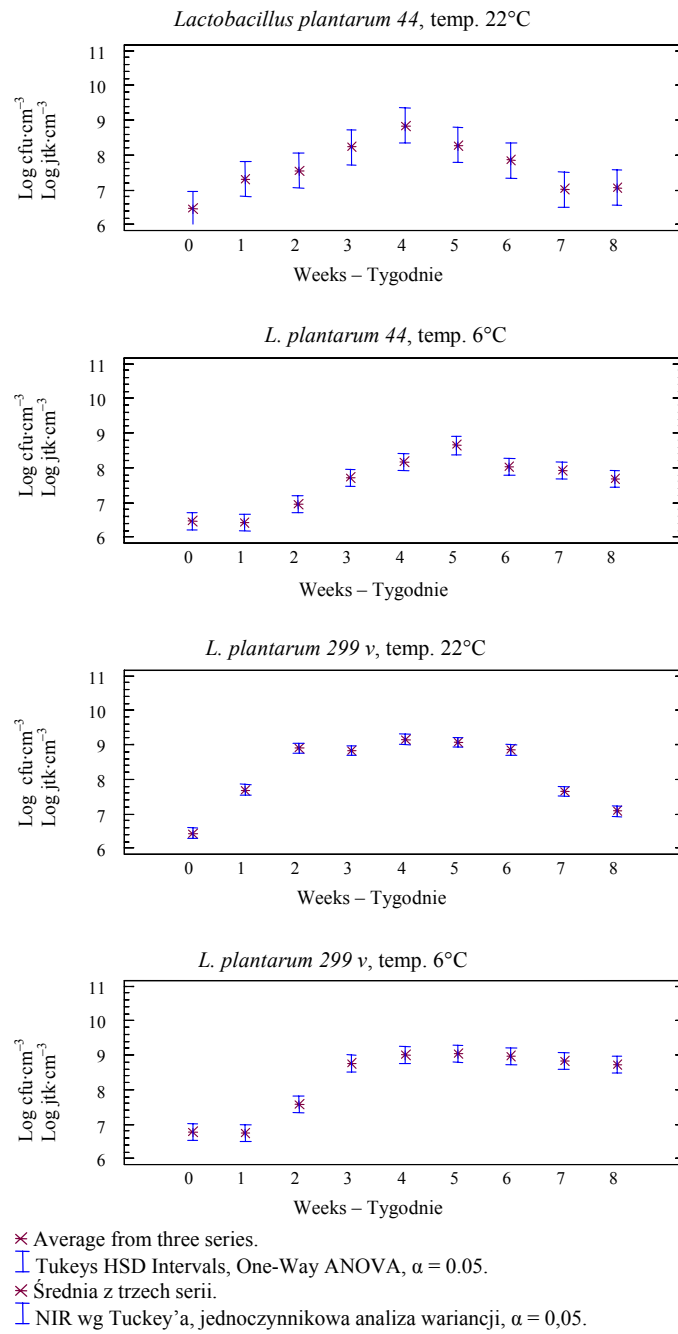 Lactobacillus plantarum 44, temp. 22°C
Log cfu·cm⁻³
Log jtk·cm⁻³
11
10
9
8
7
6
0 1 2 3 4 5 6 7 8
Weeks – Tygodnie
L. plantarum 44, temp. 6°C
Log cfu·cm⁻³
Log jtk·cm⁻³
11
10
9
8
7
6
0 1 2 3 4 5 6 7 8
Weeks – Tygodnie
L. plantarum 299 v, temp. 22°C
Log cfu·cm⁻³
Log jtk·cm⁻³
11
10
9
8
7
6
0 1 2 3 4 5 6 7 8
Weeks – Tygodnie
L. plantarum 299 v, temp. 6°C
Log cfu·cm⁻³
Log jtk·cm⁻³
11
10
9
8
7
6
0 1 2 3 4 5 6 7 8
Weeks – Tygodnie
Average from three series.
Tukeys HSD Intervals, One-Way ANOVA, α = 0.05.
Średnia z trzech serii.
NIR wg Tuckey’a, jednoczynnikowa analiza wariancji, α = 0,05.